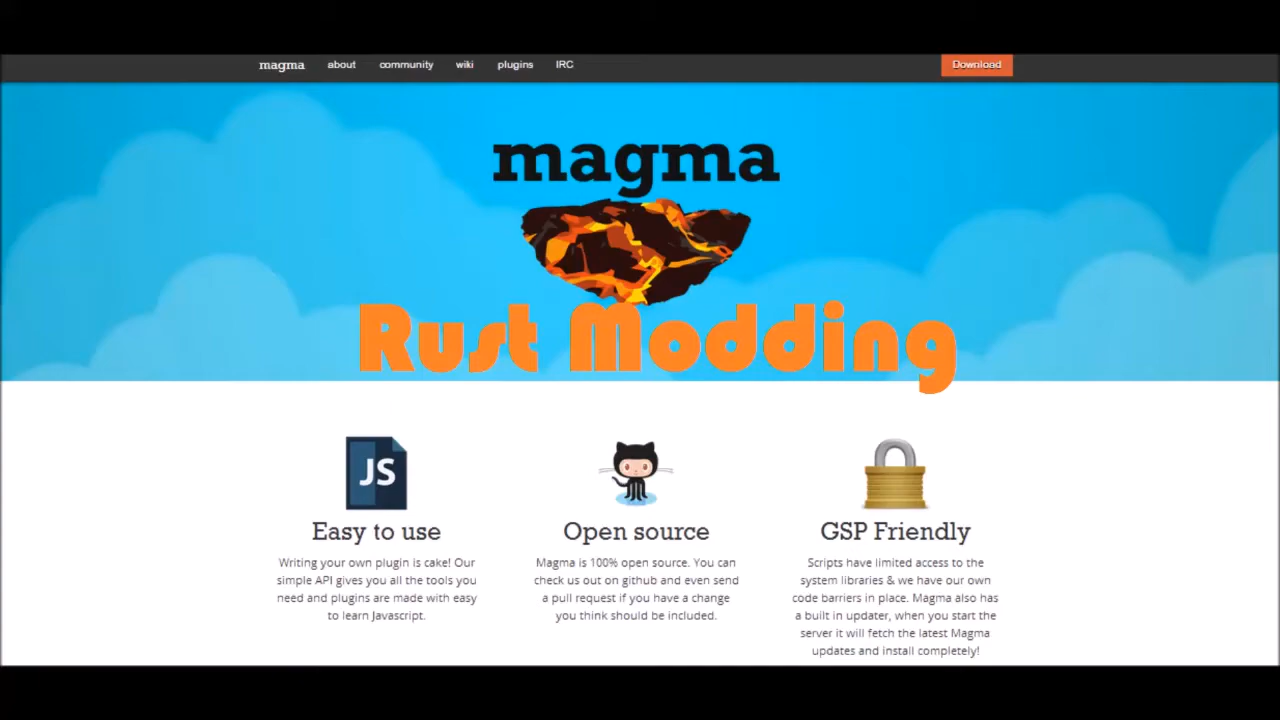 magma about community wiki plugins IRC Download
magma
Rust Modding
JS
Easy to use
Writing your own plugin is cake! Our
simple API gives you all the tools you
need and plugins are made with easy
to learn Javascript.
Open source
Magma is 100% open source. You can
check us out on github and even send
a pull request if you have a change
you think should be included.
GSP Friendly
Scripts have limited access to the
system libraries & we have our own
code barriers in place. Magma also has
a built in updater, when you start the
server it will fetch the latest Magma
updates and install completely!